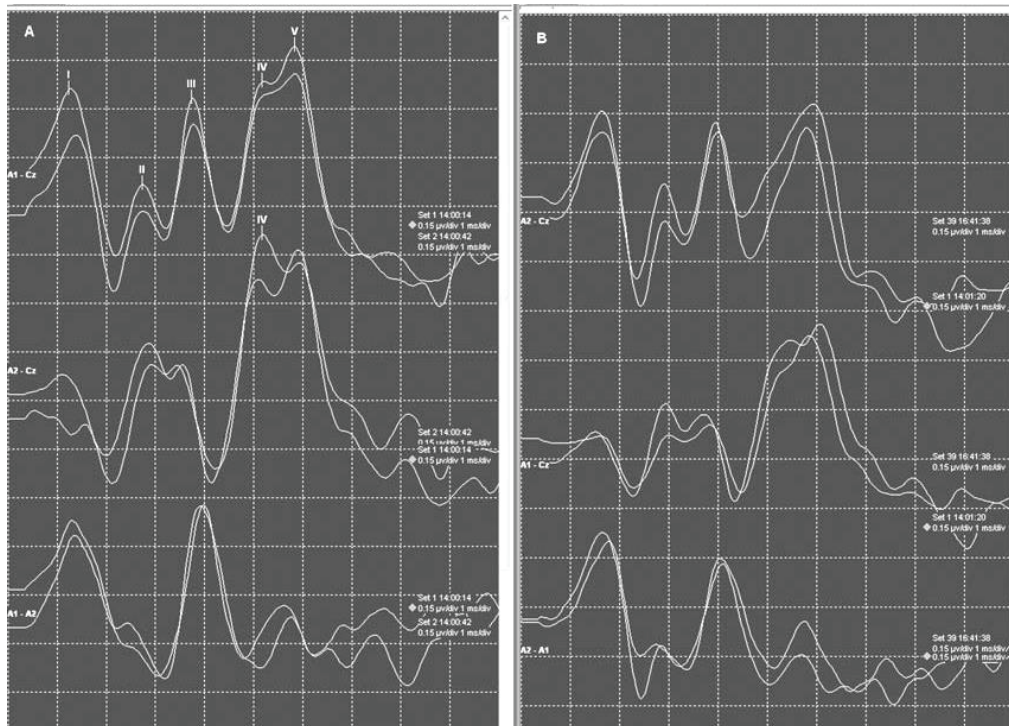 A
I
II
III
IV
V
A1 - Cz
Set 1 14:00:14
0.15 µv/div 1 ms/div
Set 2 14:00:42
0.15 µv/div 1 ms/div
IV
A2 - Cz
Set 2 14:00:42
0.15 µv/div 1 ms/div
Set 1 14:00:14
0.15 µv/div 1 ms/div
A1 - A2
Set 1 14:00:14
0.15 µv/div 1 ms/div
Set 2 14:00:42
0.15 µv/div 1 ms/div
B
A2 - Cz
Set 39 16:41:38
0.15 µv/div 1 ms/div
Set 1 14:01:20
0.15 µv/div 1 ms/div
A1 - Cz
Set 39 16:41:38
0.15 µv/div 1 ms/div
Set 1 14:01:20
0.15 µv/div 1 ms/div
A2 - A1
Set 39 16:41:38
0.15 µv/div 1 ms/div
0.15 µv/div 1 ms/div